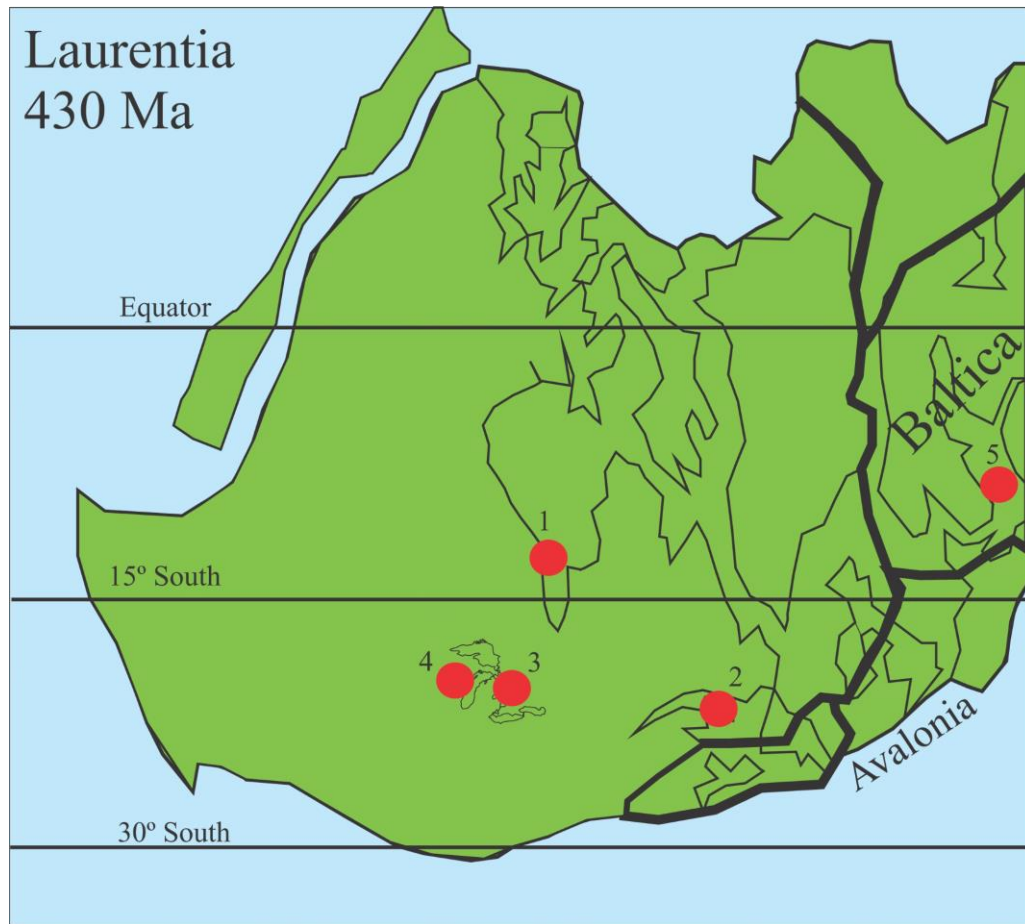 Laurentia
430 Ma
Equator
Baltica
5
1
15º South
4
3
2
Avalonia
30º South